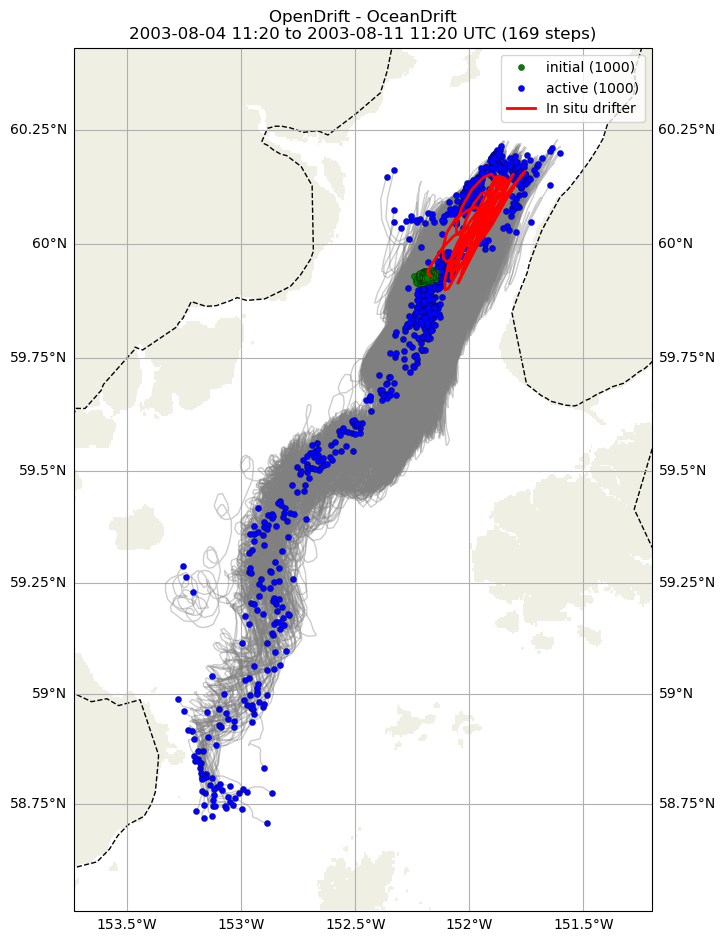 OpenDrift - OceanDrift
2003-08-04 11:20 to 2003-08-11 11:20 UTC (169 steps)
initial (1000)
active (1000)
In situ drifter
60.25°N
60.25°N
60°N
60°N
59.75°N
59.75°N
59.5°N
59.5°N
59.25°N
59.25°N
59°N
59°N
58.75°N
58.75°N
153.5°W 153°W 152.5°W 152°W 151.5°W